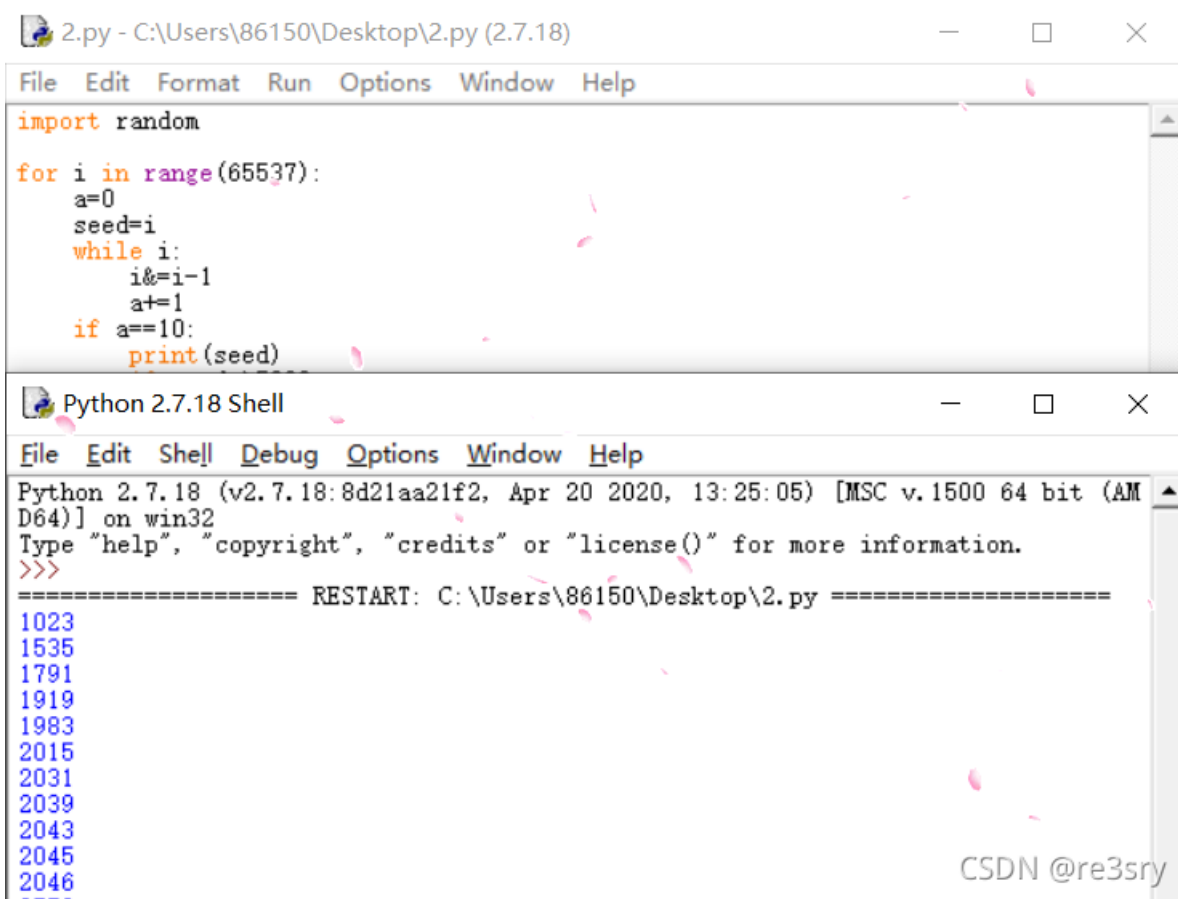 2.py - C:\Users\86150\Desktop\2.py (2.7.18)
File Edit Format Run Options Window Help
import random
for i in range(65537):
    a=0
    seed=i
    while i:
        i&=i-1
        a+=1
    if a==10:
        print(seed)
Python 2.7.18 Shell
File Edit Shell Debug Options Window Help
Python 2.7.18 (v2.7.18:8d21aa21f2, Apr 20 2020, 13:25:05) [MSC v.1500 64 bit (AM
D64)] on win32
Type "help", "copyright", "credits" or "license()" for more information.
>>>
==================== RESTART: C:\Users\86150\Desktop\2.py ====================
1023
1535
1791
1919
1983
2015
2031
2039
2043
2045
2046
CSDN @re3sry